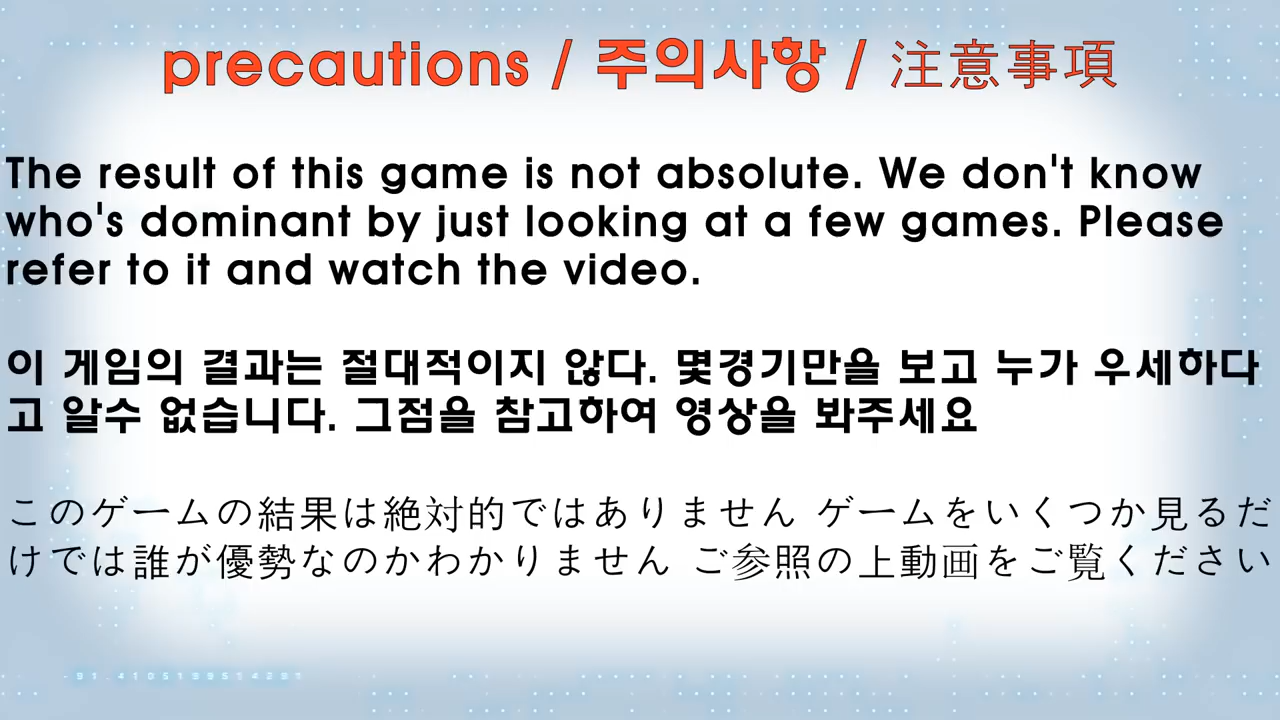 precautions / 주의사항 / 注意事項
The result of this game is not absolute. We don't know
who's dominant by just looking at a few games. Please
refer to it and watch the video.
이 게임의 결과는 절대적이지 않다. 몇경기만을 보고 누가 우세하다
고 알수 없습니다. 그점을 참고하여 영상을 봐주세요
このゲームの結果は絶対的ではありません ゲームをいくつか見るだ
けでは誰が優勢なのかわかりません ご参照の上動画をご覧ください